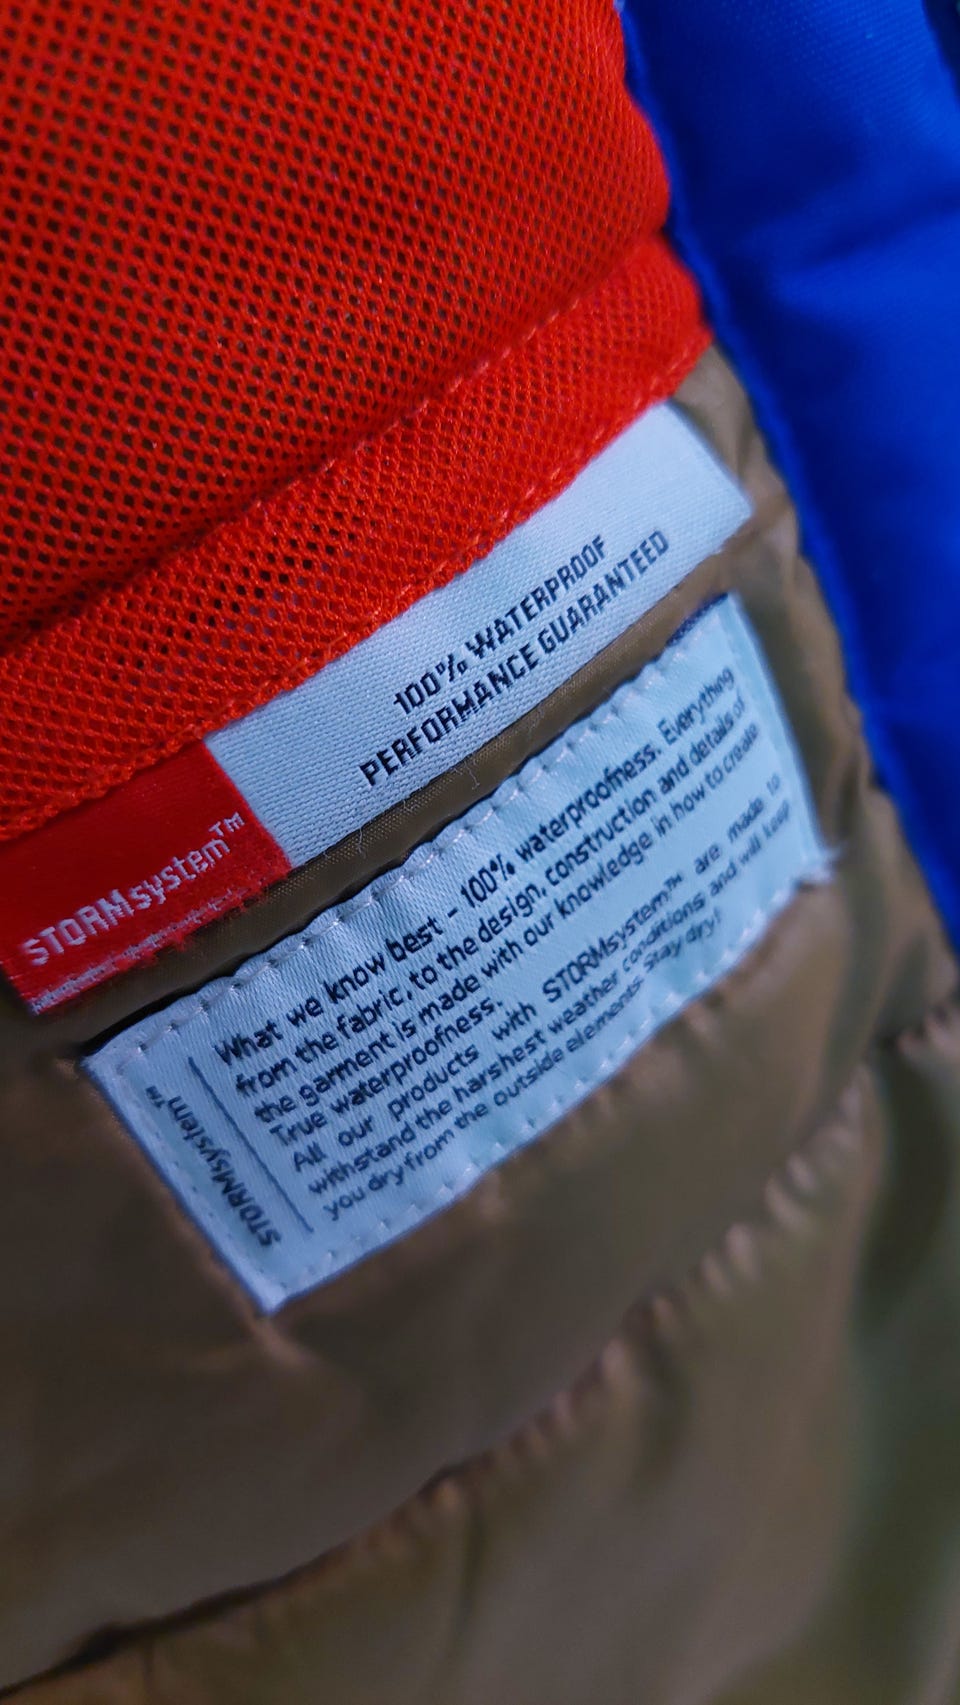 100% WATERPROOF
PERFORMANCE GUARANTEED
STORMsystem™
What we know best - 100% waterproofness. Everything
from the fabric, to the design, construction and details of
the garment is made with our knowledge in how to create
True waterproofness.
All our products with STORMsystem™ are made to
withstand the harshest weather conditions and will keep
you dry from the outside elements. Stay dry!
STORMsystem™